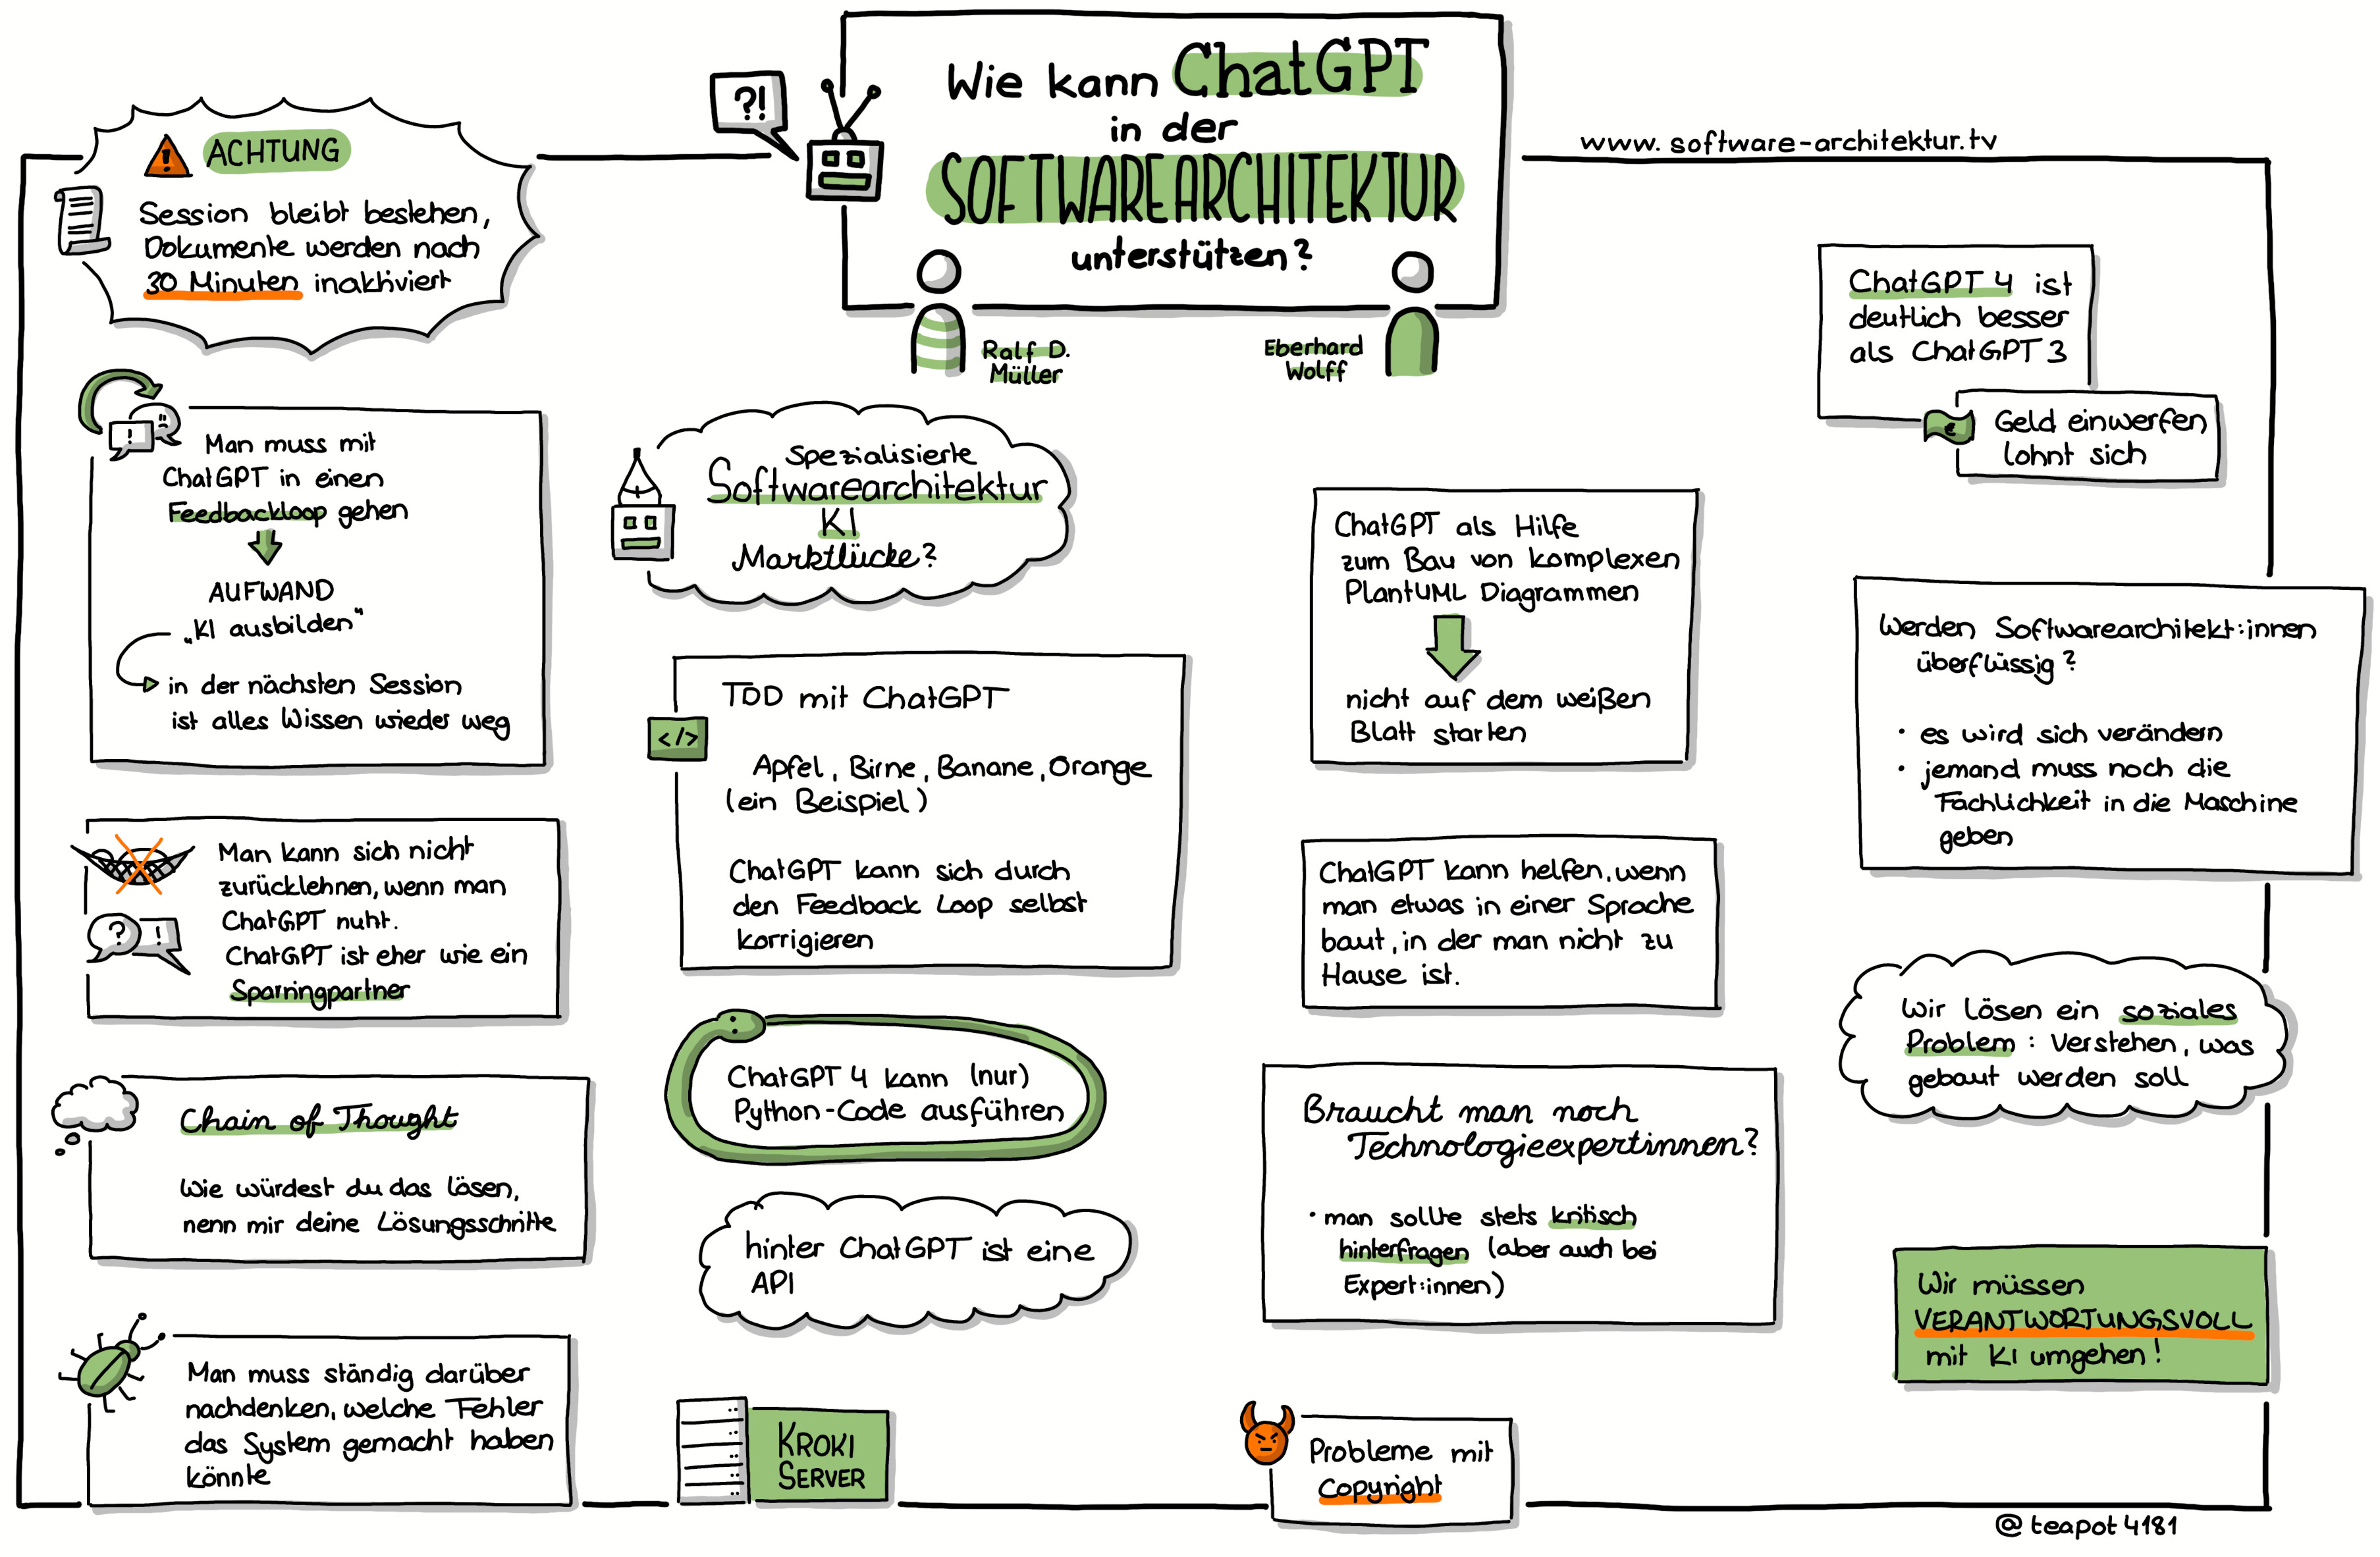 ?!
Wie kann ChatGPT
in der
SOFTWAREARCHITEKTUR
unterstützen?
Ralf D.
Müller
Eberhard
Wolff
www.software-architektur.tv
! ACHTUNG
Session bleibt bestehen,
Dokumente werden nach
30 Minuten inaktiviert
!
Man muss mit
ChatGPT in einen
Feedbackloop gehen
AUFWAND
„KI ausbilden"
in der nächsten Session
ist alles Wissen wieder weg
Man kann sich nicht
zurücklehnen, wenn man
ChatGPT nutzt.
ChatGPT ist eher wie ein
Sparringpartner
? !
Chain of Thought
Wie würdest du das lösen,
nenn mir deine Lösungsschritte
Man muss ständig darüber
nachdenken, welche Fehler
das System gemacht haben
könnte
Spezialisierte
Softwarearchitektur
KI
Marktlücke?
</>
TDD mit ChatGPT
Apfel, Birne, Banane, Orange
(ein Beispiel)
ChatGPT kann sich durch
den Feedback Loop selbst
korrigieren
ChatGPT 4 kann (nur)
Python-Code ausführen
hinter ChatGPT ist eine
API
KROKI
SERVER
ChatGPT als Hilfe
zum Bau von komplexen
PlantUML Diagrammen
nicht auf dem weißen
Blatt starten
ChatGPT kann helfen, wenn
man etwas in einer Sprache
baut, in der man nicht zu
Hause ist.
Braucht man noch
Technologieexpertinnen?
• man sollte stets kritisch
hinterfragen (aber auch bei
Expert:innen)
Probleme mit
Copyright
ChatGPT 4 ist
deutlich besser
als ChatGPT 3
€
Geld einwerfen
lohnt sich
Werden Softwarearchitekt:innen
überflüssig?
• es wird sich verändern
• jemand muss noch die
Fachlichkeit in die Maschine
geben
Wir lösen ein soziales
Problem: Verstehen, was
gebaut werden soll
Wir müssen
VERANTWORTUNGSVOLL
mit KI umgehen!
@teapot4181